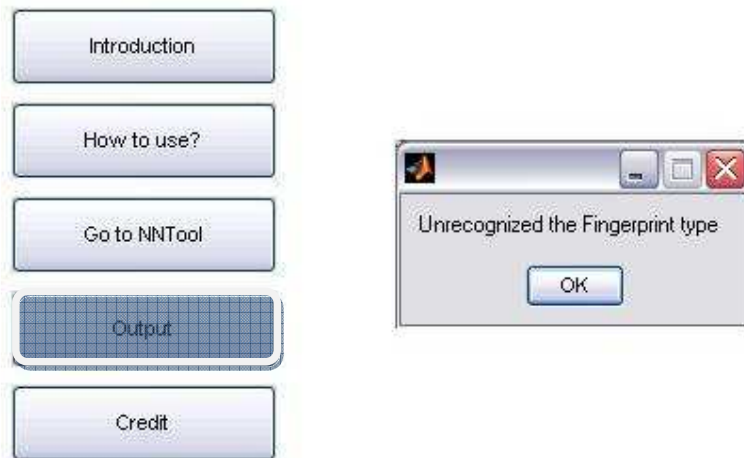 Introduction
How to use?
Go to NNTool
Output
Credit
Unrecognized the Fingerprint type
OK